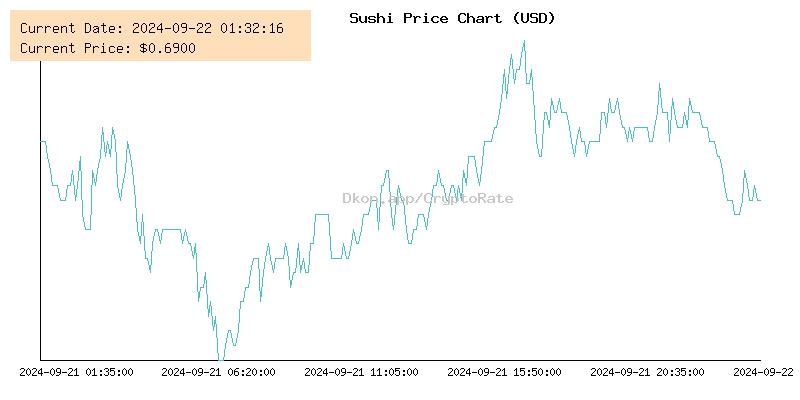 Sushi Price Chart (USD)
Current Date: 2024-09-22 01:32:16
Current Price: $0.6900
Dkop.app/CryptoRate
2024-09-21 01:35:00 2024-09-21 06:20:00 2024-09-21 11:05:00 2024-09-21 15:50:00 2024-09-21 20:35:00 2024-09-22